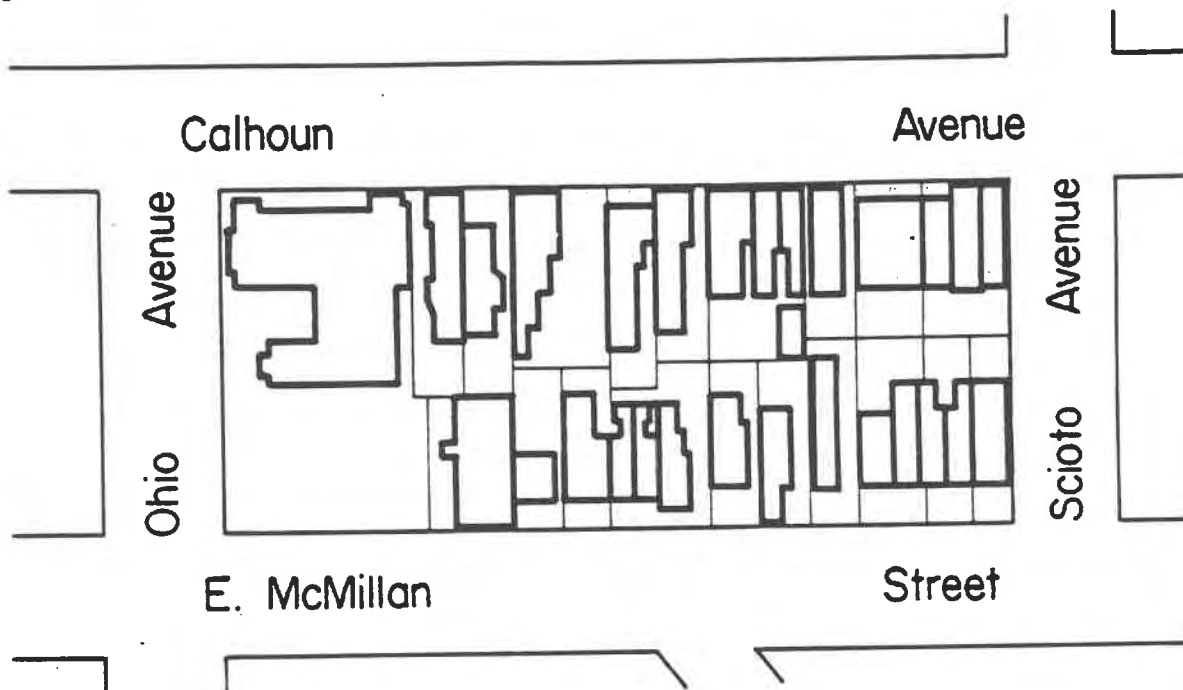 Calhoun Avenue
Ohio Avenue
Scioto Avenue
E. McMillan Street